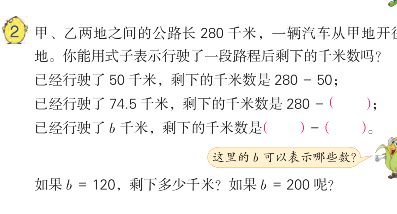 2 甲、乙两地之间的公路长 280 千米，一辆汽车从甲地开往
地。你能用式子表示行驶了一段路程后剩下的千米数吗？
已经行驶了 50 千米，剩下的千米数是 280 － 50；
已经行驶了 74.5 千米，剩下的千米数是 280 －(　　)；
已经行驶了 b 千米，剩下的千米数是(　　)－(　　)。
这里的 b 可以表示哪些数？
如果 b = 120，剩下多少千米？如果 b = 200 呢？